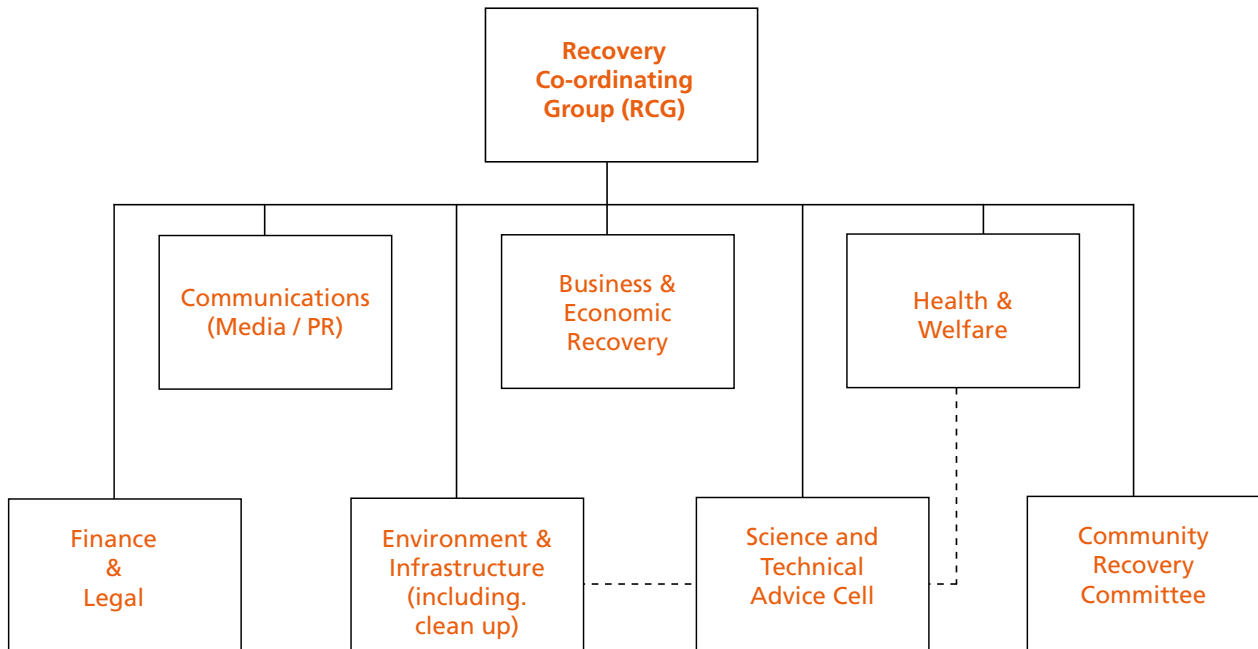 Recovery
Co-ordinating
Group (RCG)
Communications
(Media / PR)
Business &
Economic
Recovery
Health &
Welfare
Finance
&
Legal
Environment &
Infrastructure
(including.
clean up)
Science and
Technical
Advice Cell
Community
Recovery
Committee